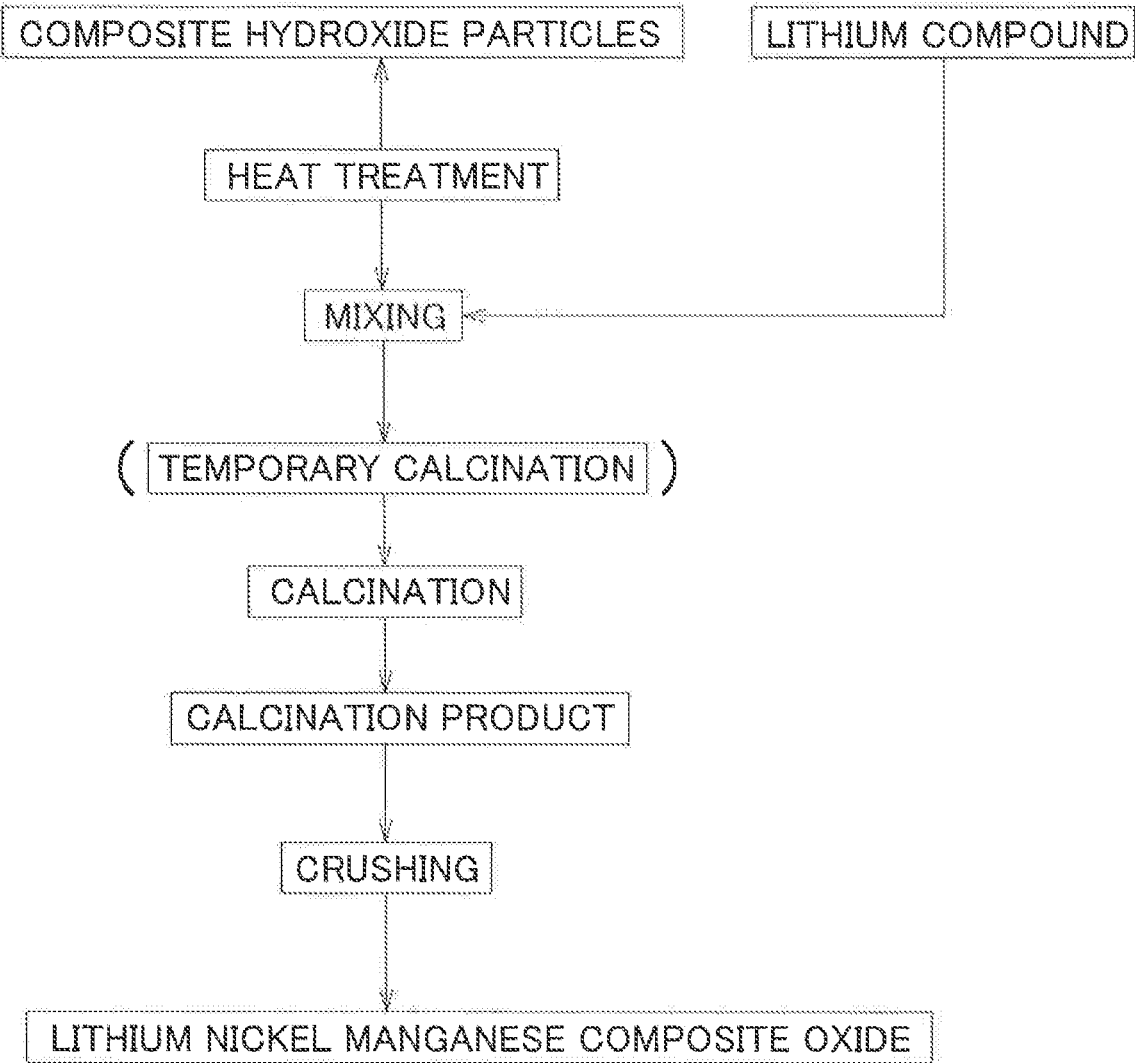 COMPOSITE HYDROXIDE PARTICLES
LITHIUM COMPOUND
HEAT TREATMENT
MIXING
( TEMPORARY CALCINATION )
CALCINATION
CALCINATION PRODUCT
CRUSHING
LITHIUM NICKEL MANGANESE COMPOSITE OXIDE